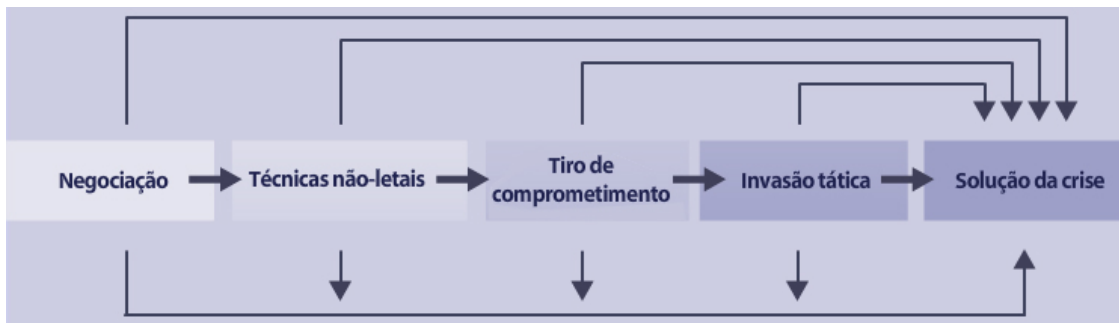 Negociação
Técnicas não-letais
Tiro de
comprometimento
Invasão tática
Solução da crise